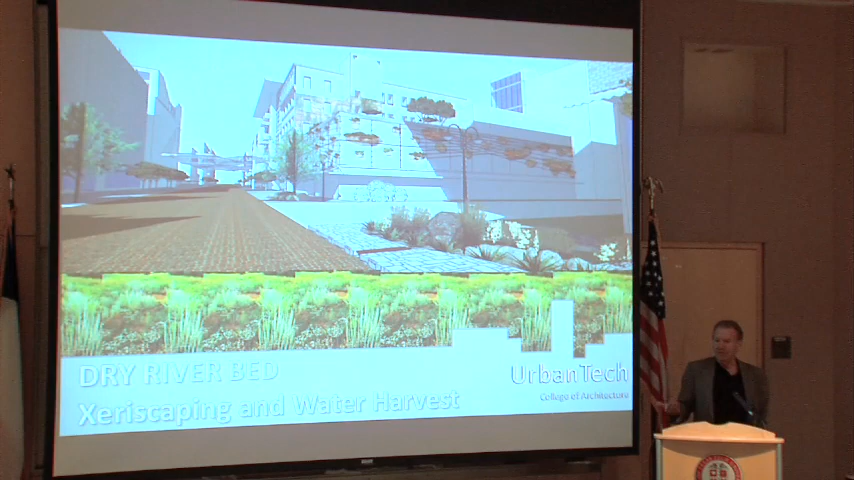 DRY RIVER BED
Xeriscaping and Water Harvest
UrbanTech
College of Architecture